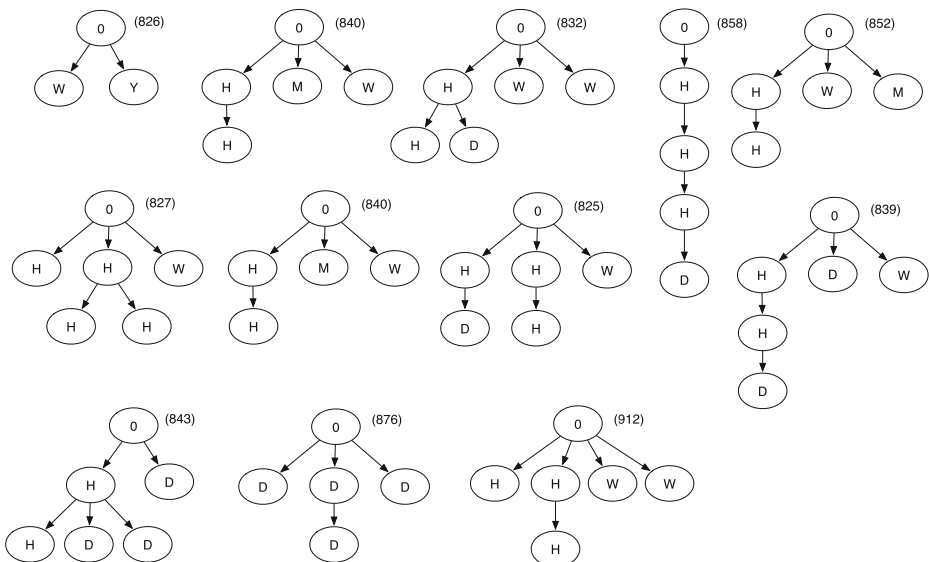 0 (826)
W Y
0 (840)
H M W
H
0 (832)
H W W
H D
0 (858)
H
H
H
D
0 (852)
H W M
H
0 (827)
H H W
H H
0 (840)
H M W
H
0 (825)
H H W
D H
0 (839)
H D W
H
D
0 (843)
H D
H D D
0 (876)
D D D
D
0 (912)
H H W W
H